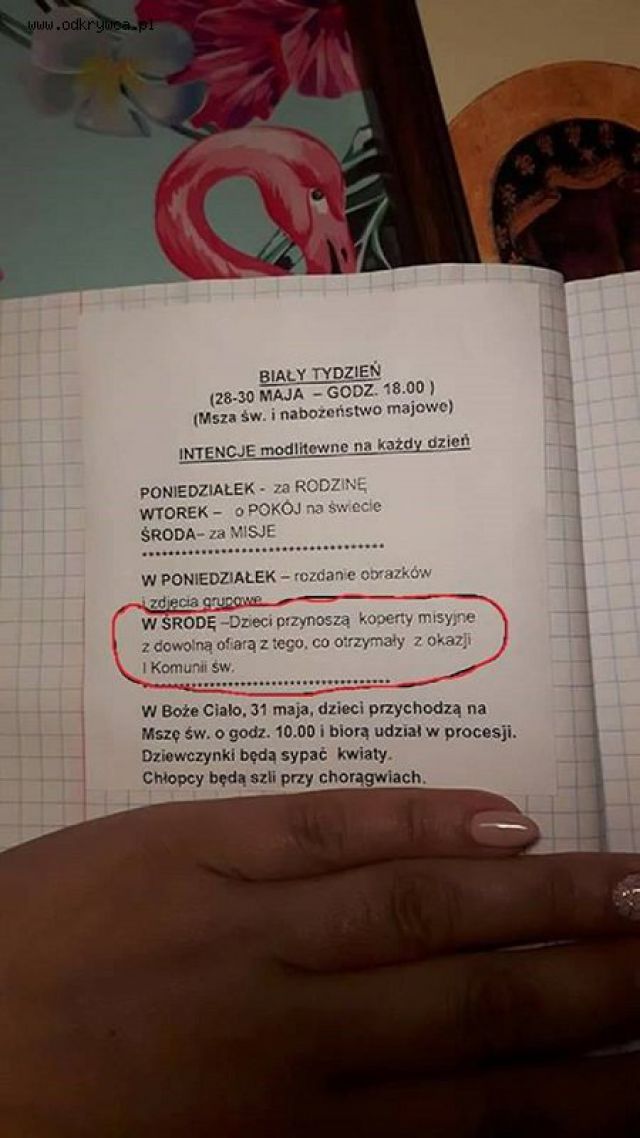 www.odkrywca.pl
BIAŁY TYDZIEŃ
(28-30 MAJA – GODZ. 18.00 )
(Msza św. i nabożeństwo majowe)
INTENCJE modlitewne na każdy dzień
PONIEDZIAŁEK - za RODZINĘ
WTOREK – o POKÓJ na świecie
ŚRODA– za MISJE
**************************************
W PONIEDZIAŁEK – rozdanie obrazków
i zdjęcia grupowe
W ŚRODĘ –Dzieci przynoszą koperty misyjne
z dowolną ofiarą z tego, co otrzymały z okazji
I Komunii św.
**************************************
W Boże Ciało, 31 maja, dzieci przychodzą na
Mszę św. o godz. 10.00 i biorą udział w procesji.
Dziewczynki będą sypać kwiaty.
Chłopcy będą szli przy chorągwiach.